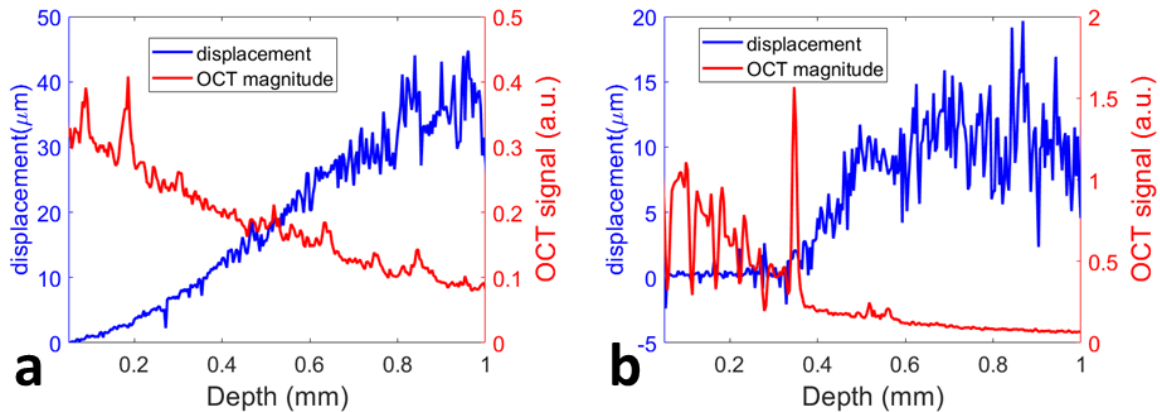 50
40
30
20
10
0
displacement(μm)
displacement
OCT magnitude
0.5
0.4
0.3
0.2
0.1
0
OCT signal (a.u.)
0.2
0.4
0.6
0.8
1
Depth (mm)
a
20
15
10
5
0
-5
displacement(μm)
displacement
OCT magnitude
2
1.5
1
0.5
0
OCT signal (a.u.)
0.2
0.4
0.6
0.8
1
Depth (mm)
b